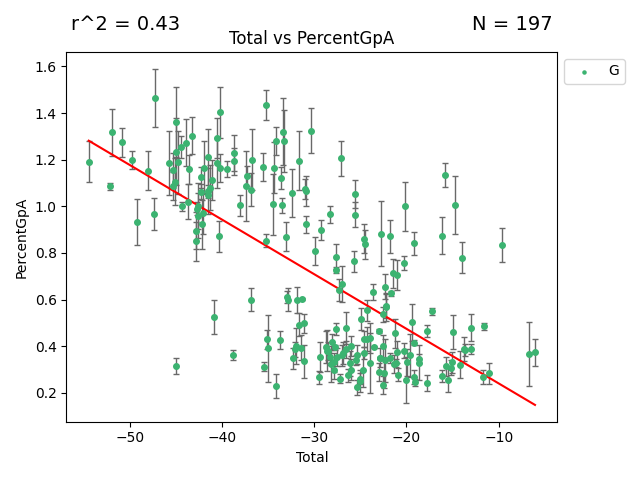 r^2 = 0.43
N = 197
Total vs PercentGpA
G
PercentGpA
1.6
1.4
1.2
1.0
0.8
0.6
0.4
0.2
−50
−40
−30
−20
−10
Total